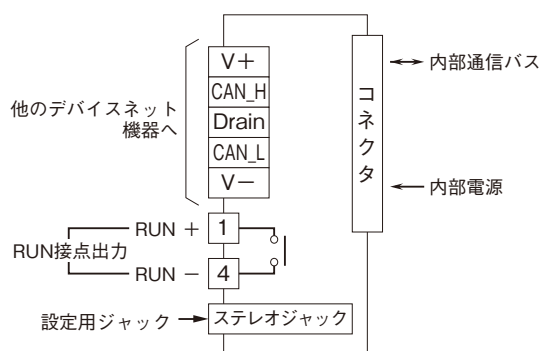 V+
CAN_H
Drain
CAN_L
V−
他のデバイスネット
機器へ
コネクタ
内部通信バス
内部電源
RUN +
1
RUN接点出力
RUN −
4
設定用ジャック
ステレオジャック